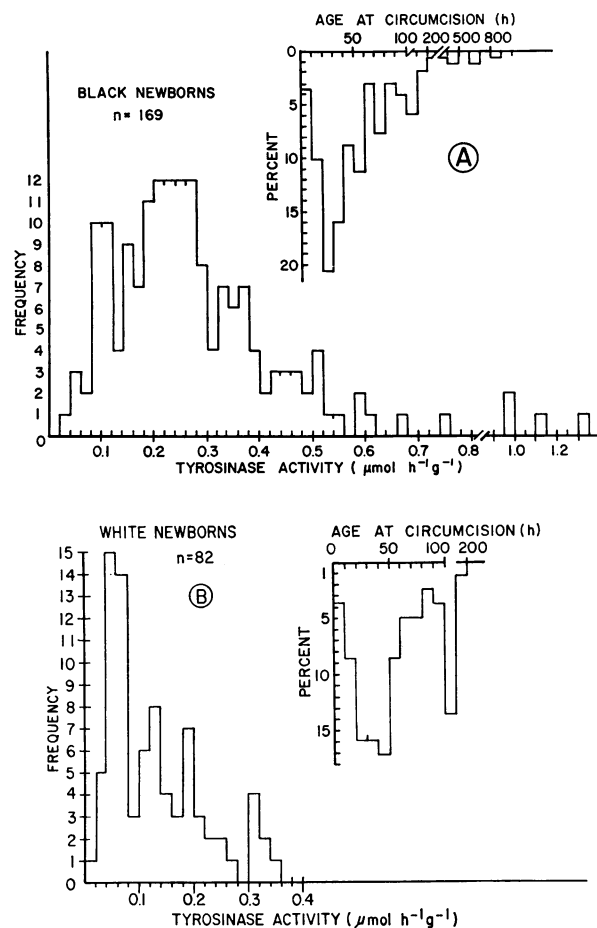 AGE AT CIRCUMCISION (h)
50 100 200 500 800
BLACK NEWBORNS
n= 169
0
5
10
15
20
PERCENT
A
12
11
10
9
8
7
6
5
4
3
2
1
0
FREQUENCY
0.1 0.2 0.3 0.4 0.5 0.6 0.7 0.8 1.0 1.2
TYROSINASE ACTIVITY ( μmol h⁻¹g⁻¹)
WHITE NEWBORNS
n=82
B
AGE AT CIRCUMCISION (h)
0 50 100 200
1
5
10
15
PERCENT
15
14
13
12
11
10
9
8
7
6
5
4
3
2
1
0
FREQUENCY
0.1 0.2 0.3 0.4
TYROSINASE ACTIVITY ( μmol h⁻¹g⁻¹)